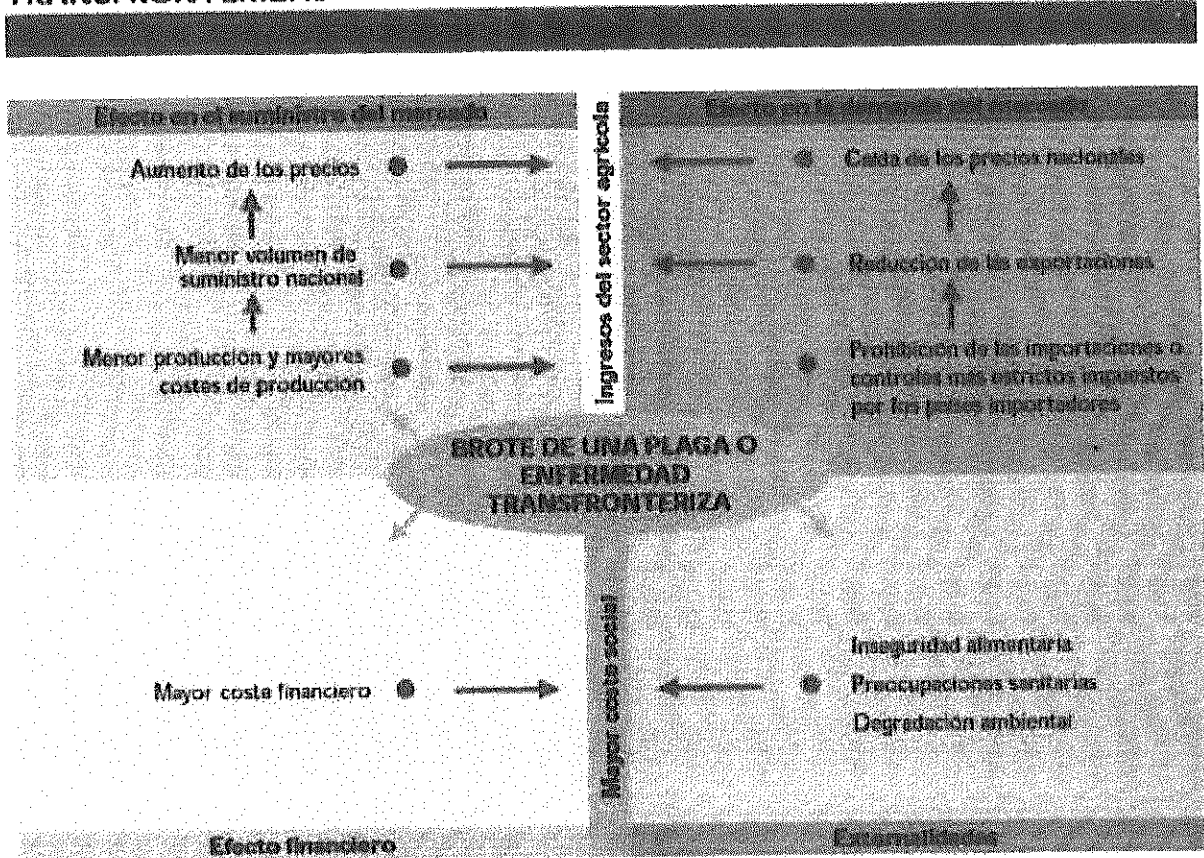 Efecto en el suministro del mercado
Aumento de los precios
Menor volumen de
suministro nacional
Menor producción y mayores
costes de producción
Ingresos del sector agrícola
Efecto en la demanda del mercado
Caída de los precios nacionales
Reducción de las exportaciones
Prohibición de las importaciones o
controles más estrictos impuestos
por los países importadores
BROTE DE UNA PLAGA O
ENFERMEDAD
TRANSFRONTERIZA
Mayor coste financiero
Mayor coste social
Inseguridad alimentaria
Preocupaciones sanitarias
Degradación ambiental
Efecto financiero
Externalidades